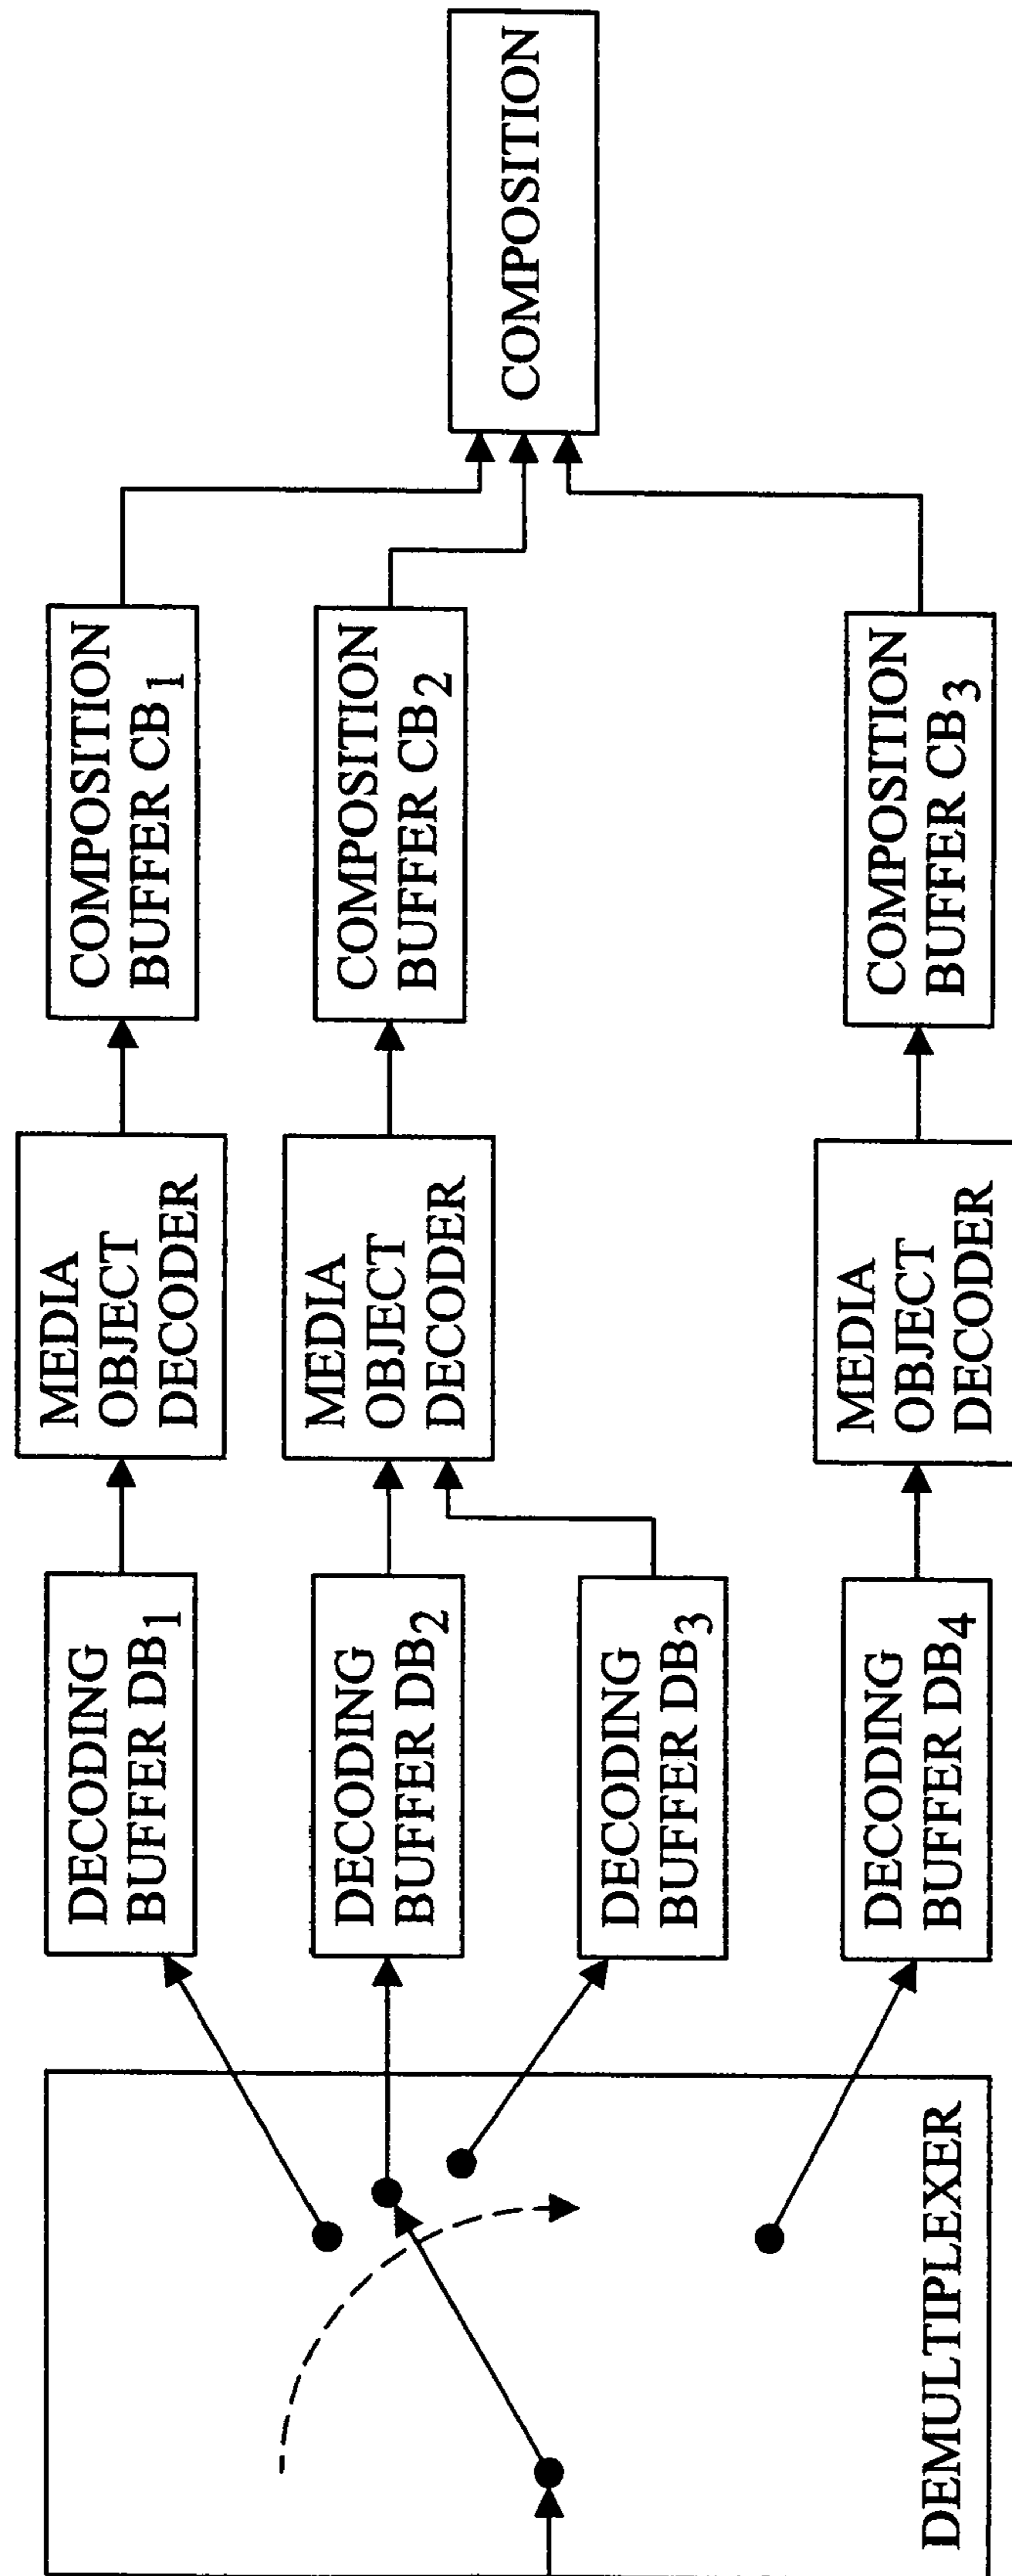 DEMULTIPLEXER
DECODING
BUFFER DB1
DECODING
BUFFER DB2
DECODING
BUFFER DB3
DECODING
BUFFER DB4
MEDIA
OBJECT
DECODER
MEDIA
OBJECT
DECODER
MEDIA
OBJECT
DECODER
COMPOSITION
BUFFER CB1
COMPOSITION
BUFFER CB2
COMPOSITION
BUFFER CB3
COMPOSITION